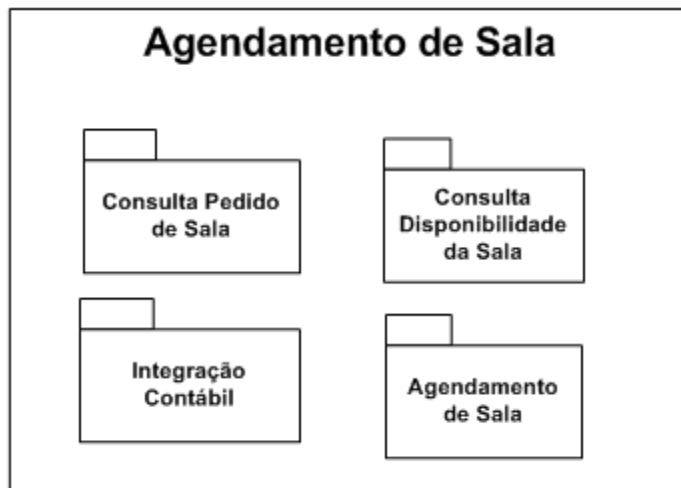 Agendamento de Sala
Consulta Pedido
de Sala
Consulta
Disponibilidade
da Sala
Integração
Contábil
Agendamento
de Sala